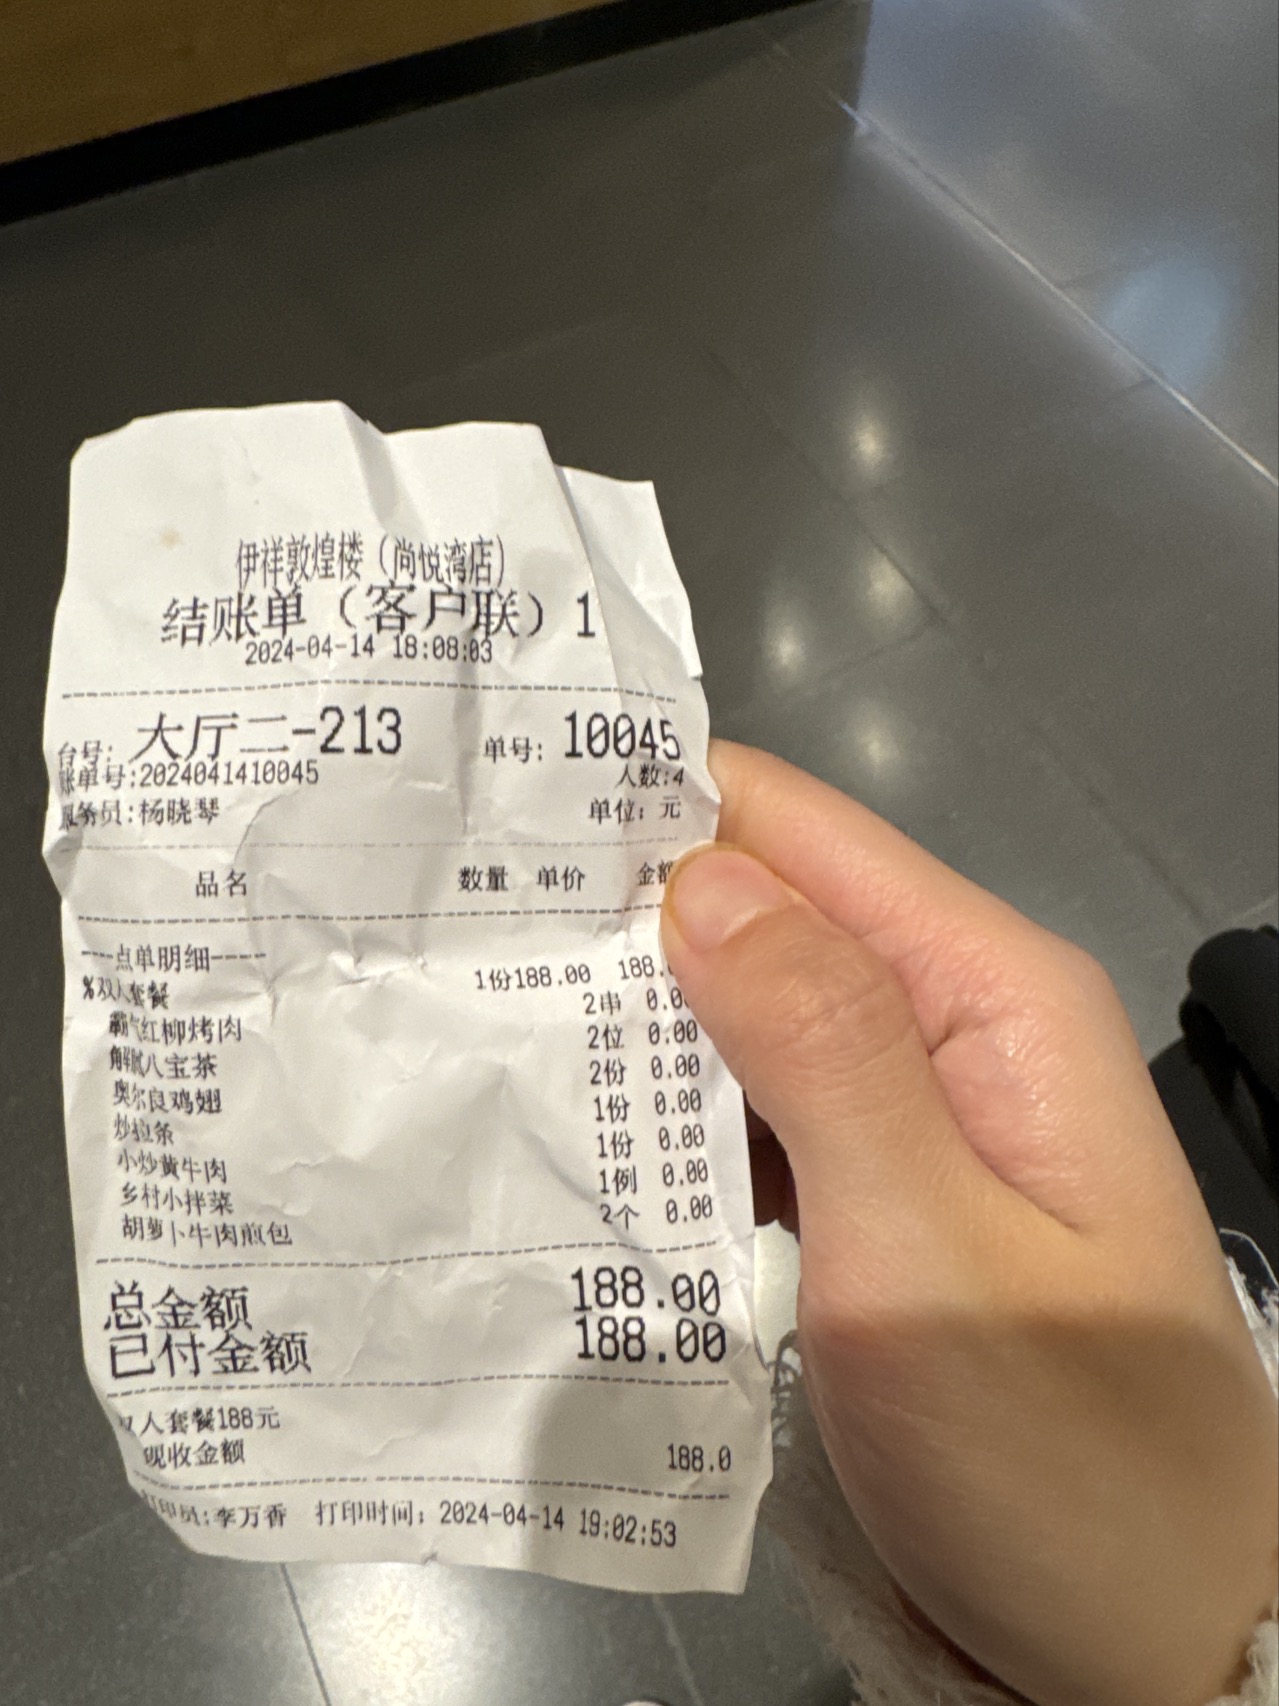 伊祥敦煌楼（尚悦湾店）
结账单（客户联）1
2024-04-14 18:08:03
台号：大厅二-213 单号：10045
账单号:2024041410045 人数:4
服务员:杨晓琴 单位：元
品名 数量 单价 金额
----点单明细-----
%双人套餐 1份188.00 188.
霸气红柳烤肉 2串 0.00
解腻八宝茶 2位 0.00
奥尔良鸡翅 2份 0.00
炒拉条 1份 0.00
小炒黄牛肉 1份 0.00
乡村小拌菜 1例 0.00
胡萝卜牛肉煎包 2个 0.00
总金额 188.00
已付金额 188.00
双人套餐188元
现收金额 188.0
打印员:李万香 打印时间：2024-04-14 19:02:53